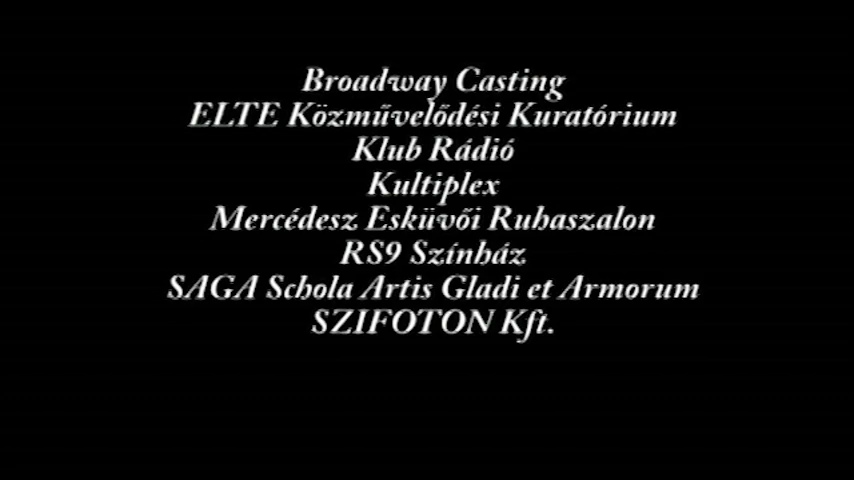 Broadway Casting
ELTE Közművelődési Kuratórium
Klub Rádió
Kultiplex
Mercédesz Esküvői Ruhaszalon
RS9 Színház
SAGA Schola Artis Gladi et Armorum
SZIFOTON Kft.